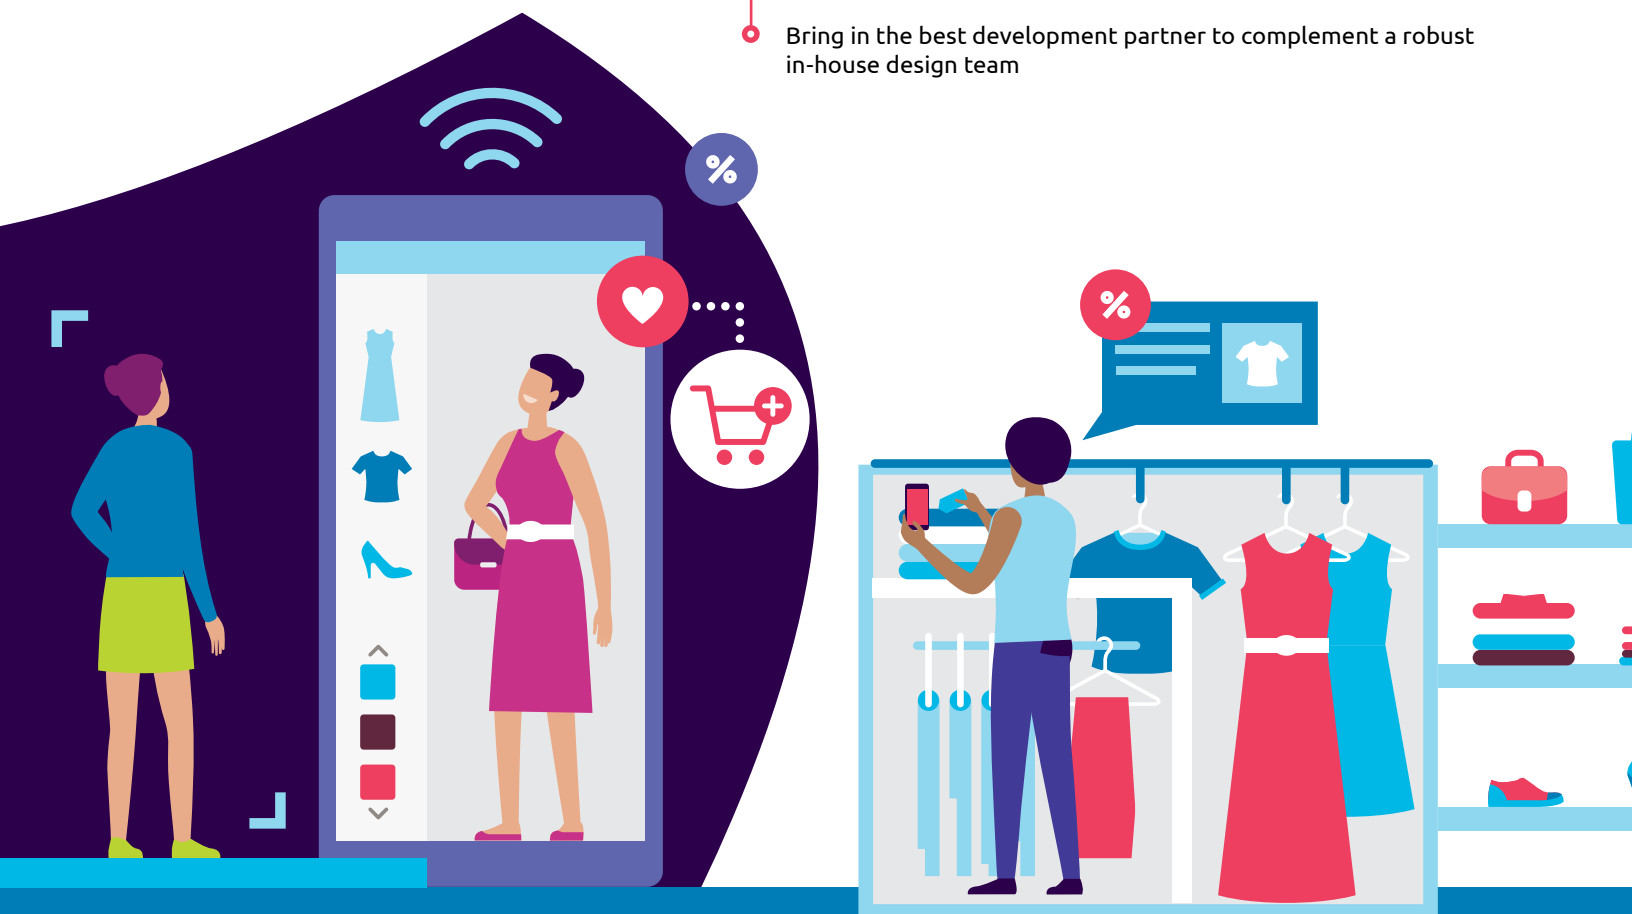 Bring in the best development partner to complement a robust
in-house design team
%
%